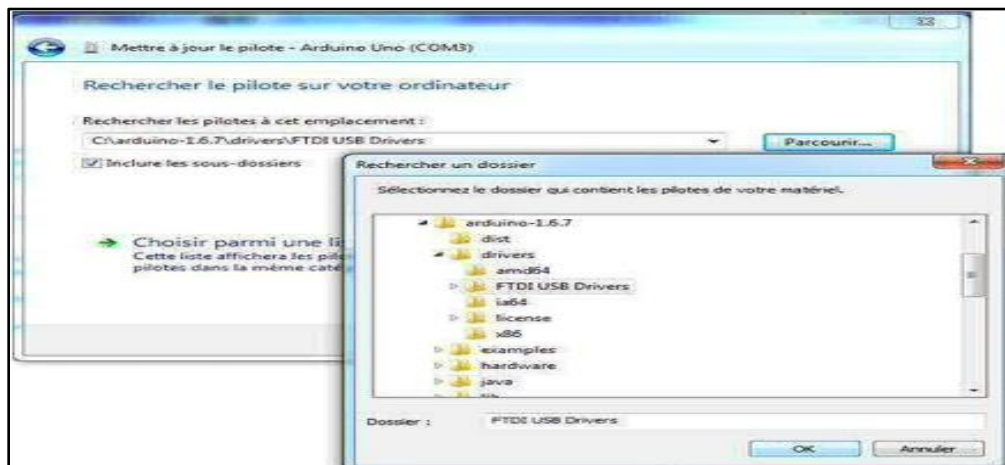 Mettre à jour le pilote - Arduino Uno (COM3)
Rechercher le pilote sur votre ordinateur
Rechercher les pilotes à cet emplacement :
C:\arduino-1.6.7\drivers\FTDI USB Drivers
Parcourir...
Inclure les sous-dossiers
Choisir parmi une li
Cette liste affichera les pilo
pilotes dans la même caté
Rechercher un dossier
Sélectionnez le dossier qui contient les pilotes de votre matériel.
arduino-1.6.7
dist
drivers
amd64
FTDI USB Drivers
ia64
license
x86
examples
hardware
java
lib
Dossier :
FTDI USB Drivers
OK
Annuler